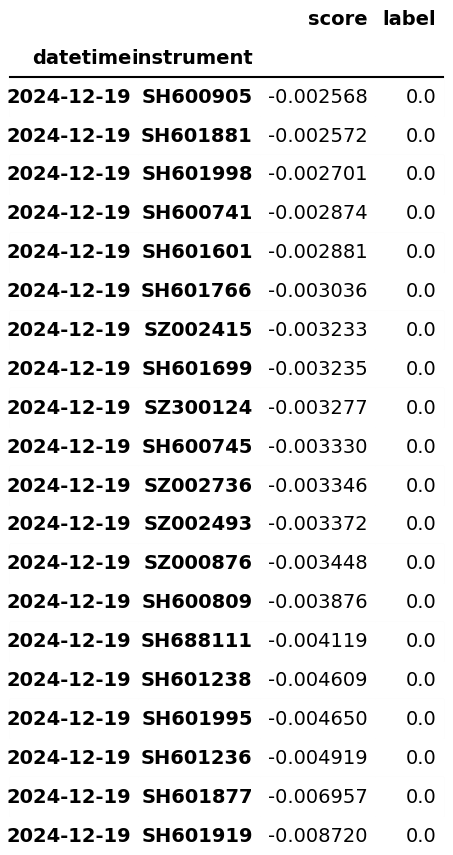 score label
datetime instrument
2024-12-19 SH600905 -0.002568 0.0
2024-12-19 SH601881 -0.002572 0.0
2024-12-19 SH601998 -0.002701 0.0
2024-12-19 SH600741 -0.002874 0.0
2024-12-19 SH601601 -0.002881 0.0
2024-12-19 SH601766 -0.003036 0.0
2024-12-19 SZ002415 -0.003233 0.0
2024-12-19 SH601699 -0.003235 0.0
2024-12-19 SZ300124 -0.003277 0.0
2024-12-19 SH600745 -0.003330 0.0
2024-12-19 SZ002736 -0.003346 0.0
2024-12-19 SZ002493 -0.003372 0.0
2024-12-19 SZ000876 -0.003448 0.0
2024-12-19 SH600809 -0.003876 0.0
2024-12-19 SH688111 -0.004119 0.0
2024-12-19 SH601238 -0.004609 0.0
2024-12-19 SH601995 -0.004650 0.0
2024-12-19 SH601236 -0.004919 0.0
2024-12-19 SH601877 -0.006957 0.0
2024-12-19 SH601919 -0.008720 0.0